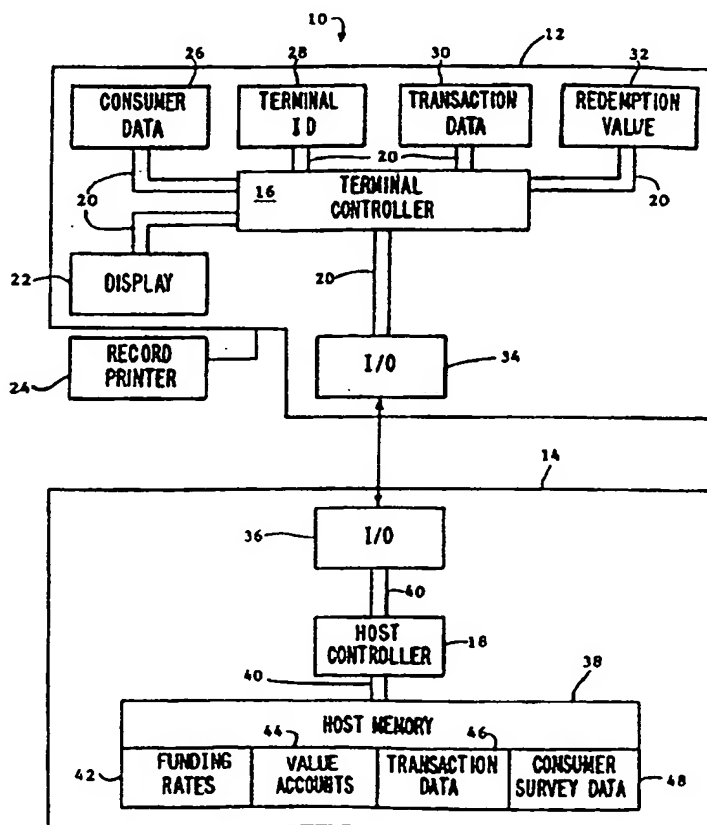 10
12
26
28
30
32
CONSUMER
DATA
TERMINAL
ID
TRANSACTION
DATA
REDEMPTION
VALUE
20
20
20
20
16
TERMINAL
CONTROLLER
22
DISPLAY
20
24
RECORD
PRINTER
I/O
34
14
36
I/O
40
HOST
CONTROLLER
18
40
38
HOST MEMORY
44
46
42
FUNDING
RATES
VALUE
ACCOUNTS
TRANSACTION
DATA
CONSUMER
SURVEY DATA
48